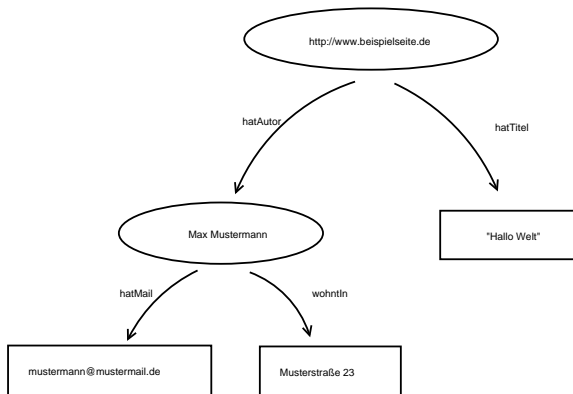 http://www.beispielseite.de
hatAutor
hatTitel
Max Mustermann
"Hallo Welt"
hatMail
wohntIn
mustermann@mustermail.de
Musterstraße 23